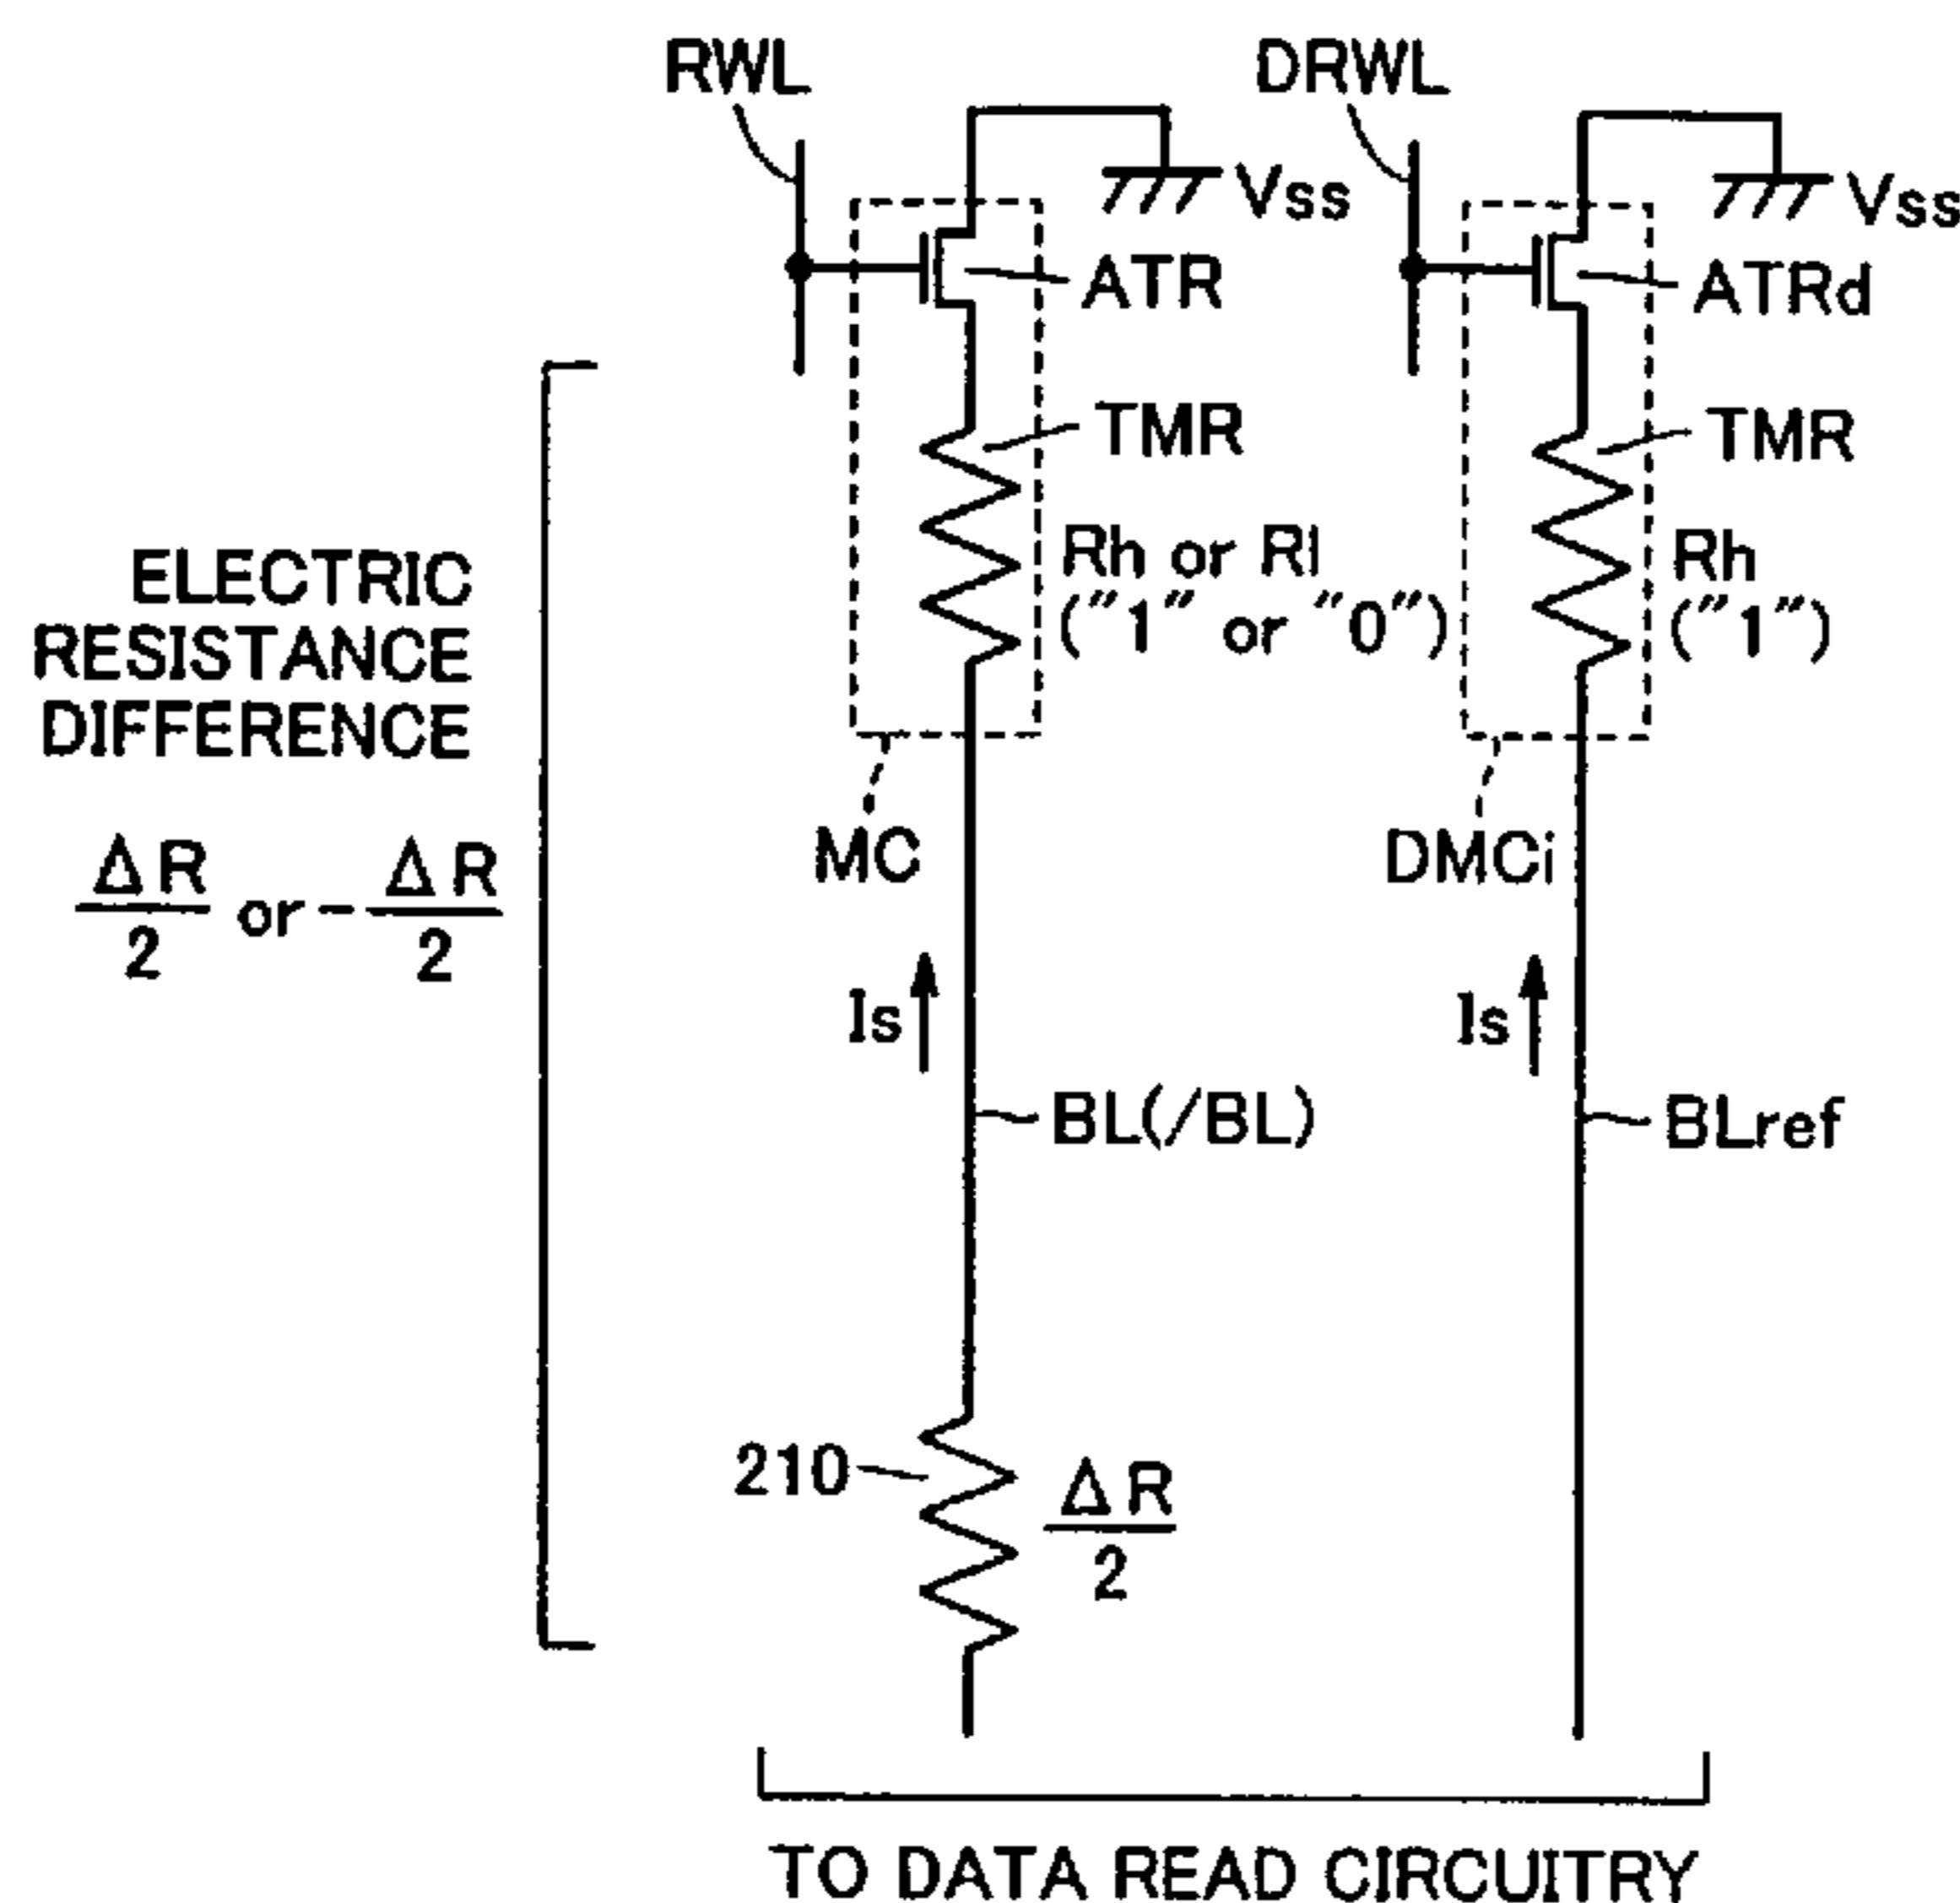 RWL
DRWL
Vss
Vss
ATR
ATRd
TMR
TMR
Rh or Rl
("1" or "0")
Rh
("1")
ELECTRIC
RESISTANCE
DIFFERENCE
ΔR/2 or -ΔR/2
MC
DMCi
Is
Is
BL(/BL)
BLref
210
ΔR/2
TO DATA READ CIRCUITRY